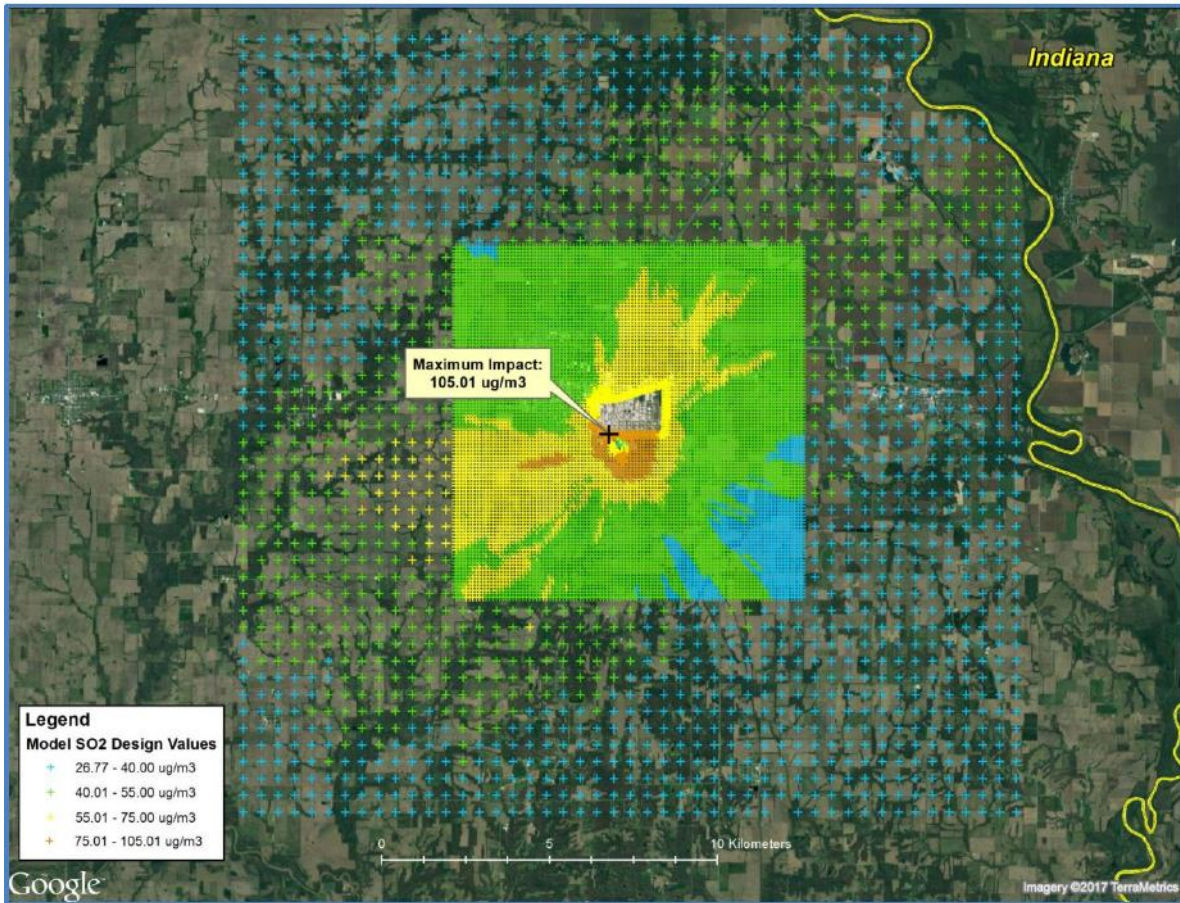 Indiana
Maximum Impact:
105.01 ug/m3
Legend
Model SO2 Design Values
26.77 - 40.00 ug/m3
40.01 - 55.00 ug/m3
55.01 - 75.00 ug/m3
75.01 - 105.01 ug/m3
0 5 10 Kilometers
Google
Imagery ©2017 TerraMetrics